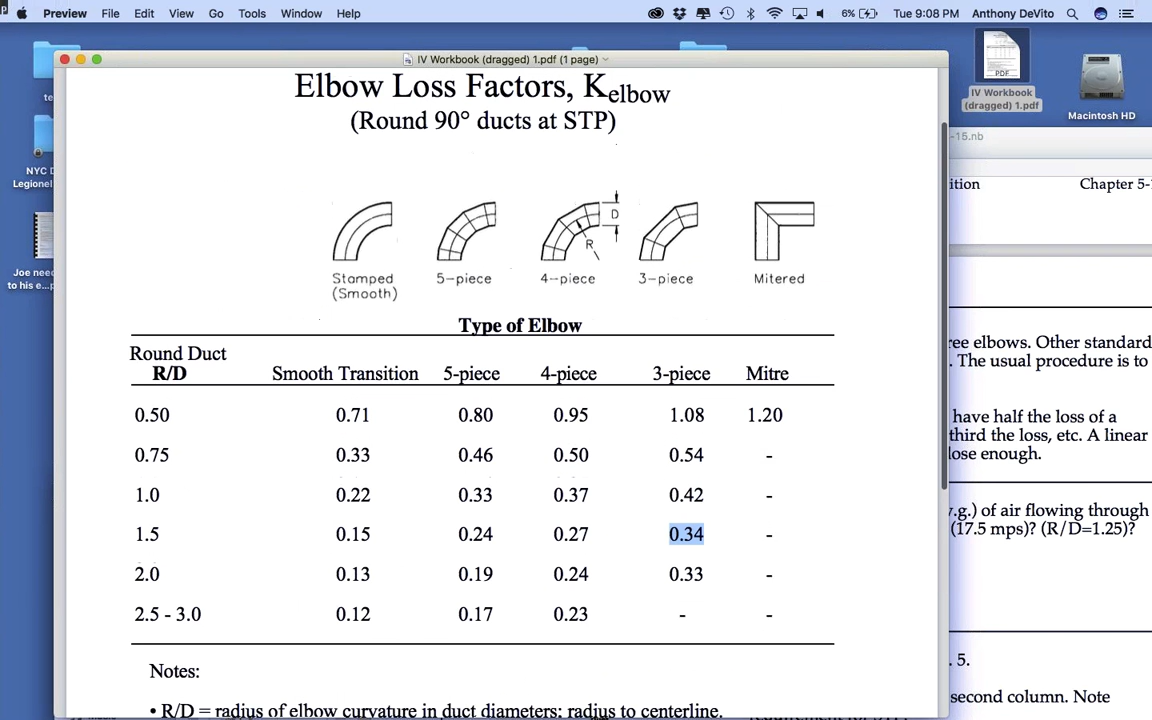 Preview File Edit View Go Tools Window Help 6% Tue 9:08 PM Anthony DeVito
IV Workbook (dragged) 1.pdf (1 page)
Elbow Loss Factors, Kelbow
(Round 90° ducts at STP)
D
R
Stamped
(Smooth)
5-piece
4-piece
3-piece
Mitered
Type of Elbow
Round Duct
R/D Smooth Transition 5-piece 4-piece 3-piece Mitre
0.50 0.71 0.80 0.95 1.08 1.20
0.75 0.33 0.46 0.50 0.54 -
1.0 0.22 0.33 0.37 0.42 -
1.5 0.15 0.24 0.27 0.34 -
2.0 0.13 0.19 0.24 0.33 -
2.5 - 3.0 0.12 0.17 0.23 - -
Notes:
• R/D = radius of elbow curvature in duct diameters: radius to centerline.
te
NYC D
Legionel
Joe need
to his e...p
PDF
IV Workbook
(dragged) 1.pdf
Macintosh HD
-15.nb
ition Chapter 5-1
ree elbows. Other standard
. The usual procedure is to
have half the loss of a
third the loss, etc. A linear
lose enough.
v.g.) of air flowing through
(17.5 mps)? (R/D=1.25)?
. 5.
second column. Note